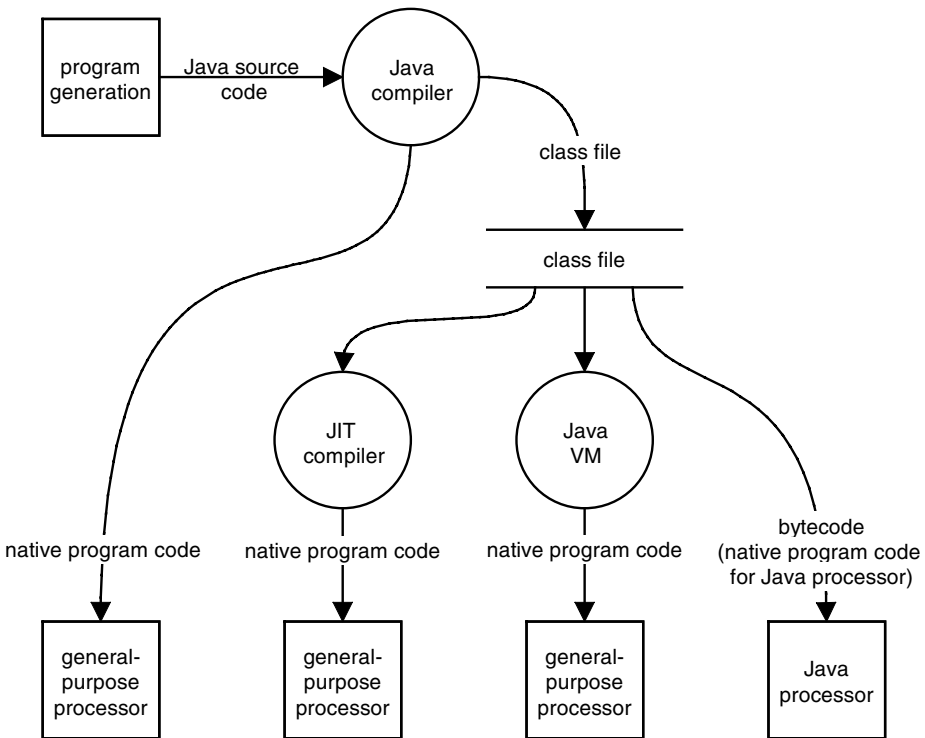 program
generation
Java source
code
Java
compiler
class file
class file
JIT
compiler
Java
VM
native program code
native program code
native program code
bytecode
(native program code
for Java processor)
general-
purpose
processor
general-
purpose
processor
general-
purpose
processor
Java
processor